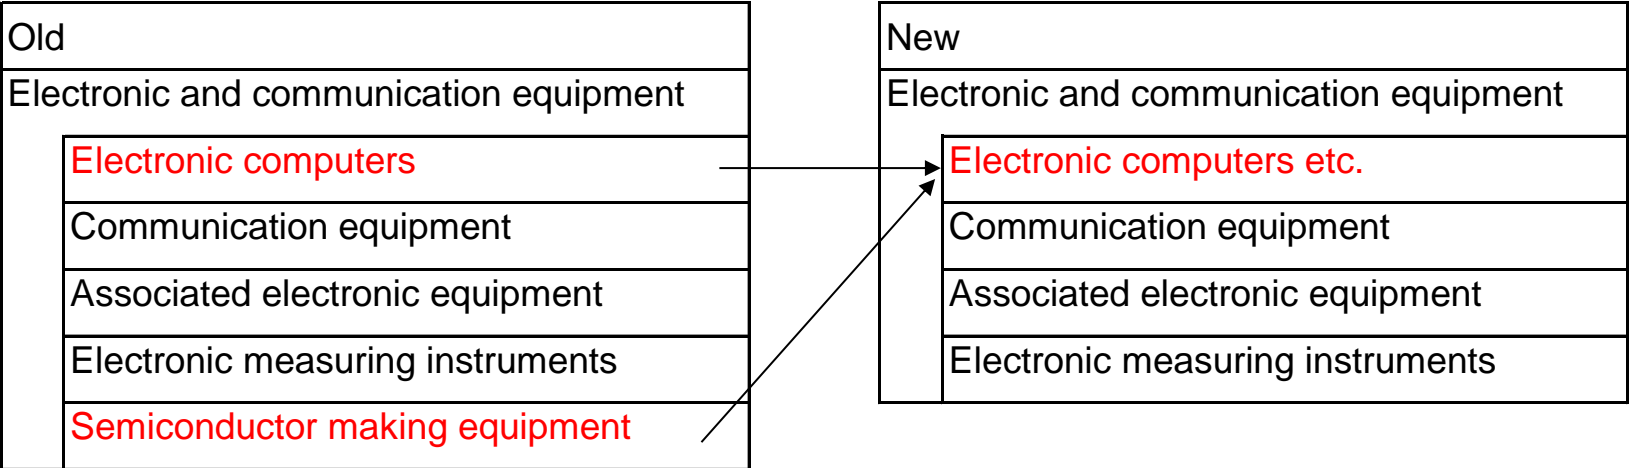 Old
Electronic and communication equipment
Electronic computers
Communication equipment
Associated electronic equipment
Electronic measuring instruments
Semiconductor making equipment
New
Electronic and communication equipment
Electronic computers etc.
Communication equipment
Associated electronic equipment
Electronic measuring instruments